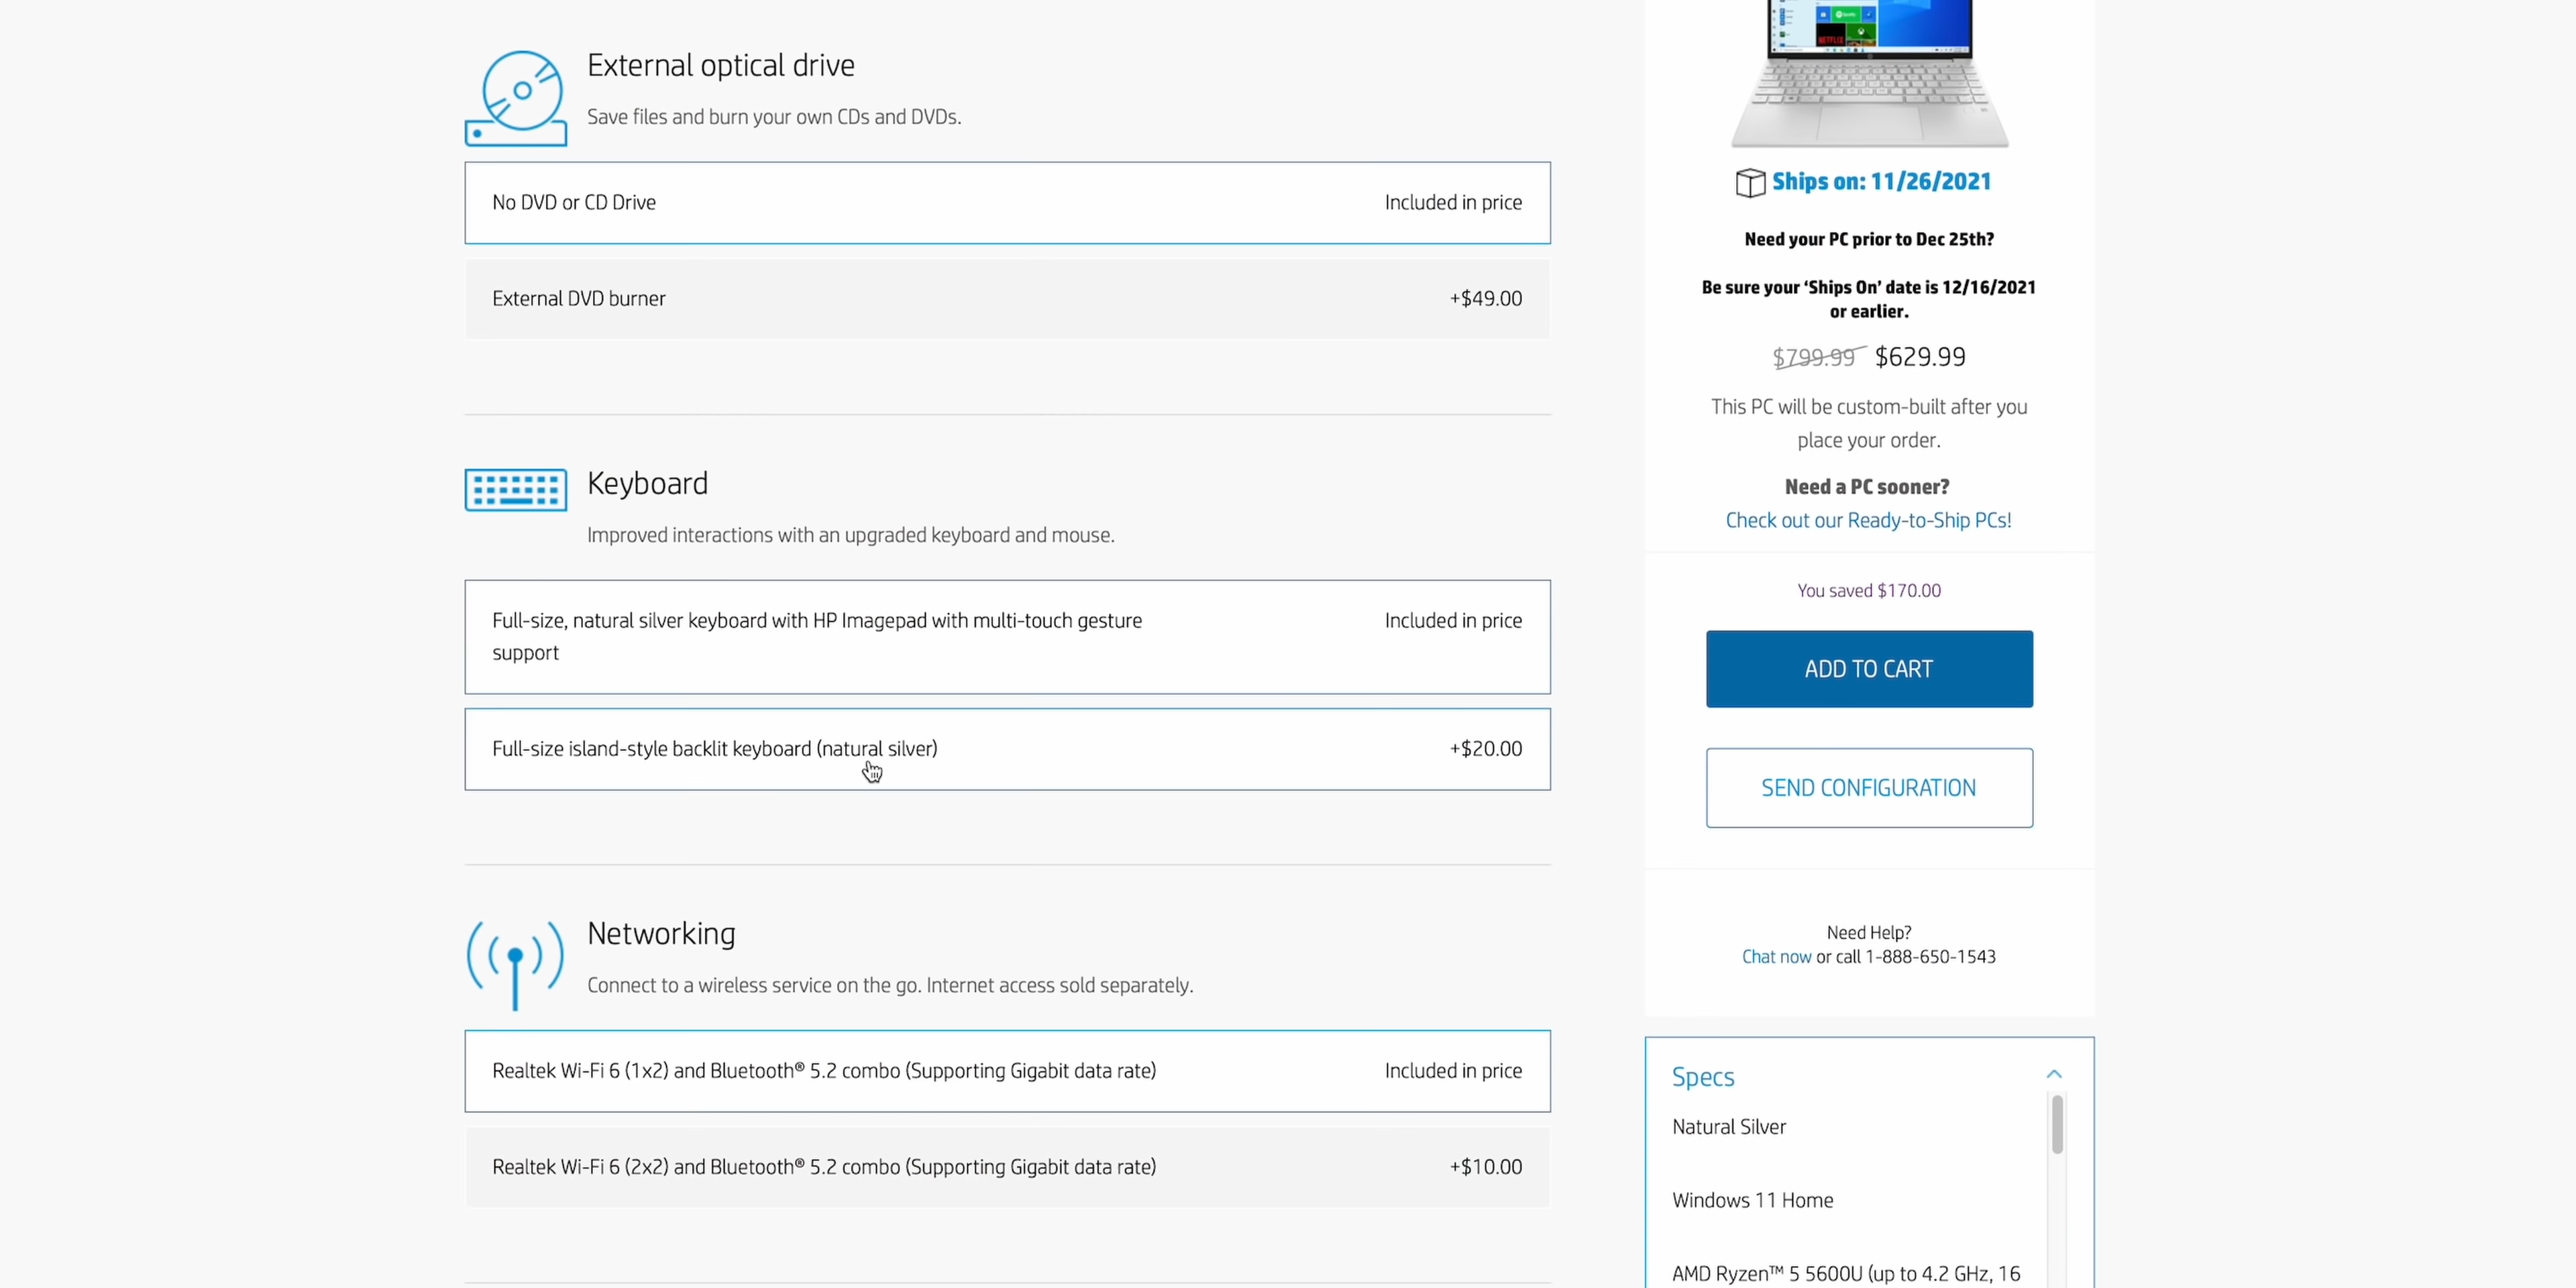 External optical drive
Save files and burn your own CDs and DVDs.
No DVD or CD Drive Included in price
External DVD burner +$49.00
Keyboard
Improved interactions with an upgraded keyboard and mouse.
Full-size, natural silver keyboard with HP Imagepad with multi-touch gesture Included in price
support
Full-size island-style backlit keyboard (natural silver) +$20.00
Networking
Connect to a wireless service on the go. Internet access sold separately.
Realtek Wi-Fi 6 (1x2) and Bluetooth® 5.2 combo (Supporting Gigabit data rate) Included in price
Realtek Wi-Fi 6 (2x2) and Bluetooth® 5.2 combo (Supporting Gigabit data rate) +$10.00
NETFLIX
Ships on: 11/26/2021
Need your PC prior to Dec 25th?
Be sure your ‘Ships On’ date is 12/16/2021
or earlier.
$799.99 $629.99
This PC will be custom-built after you
place your order.
Need a PC sooner?
Check out our Ready-to-Ship PCs!
You saved $170.00
ADD TO CART
SEND CONFIGURATION
Need Help?
Chat now or call 1-888-650-1543
Specs
Natural Silver
Windows 11 Home
AMD Ryzen™ 5 5600U (up to 4.2 GHz, 16